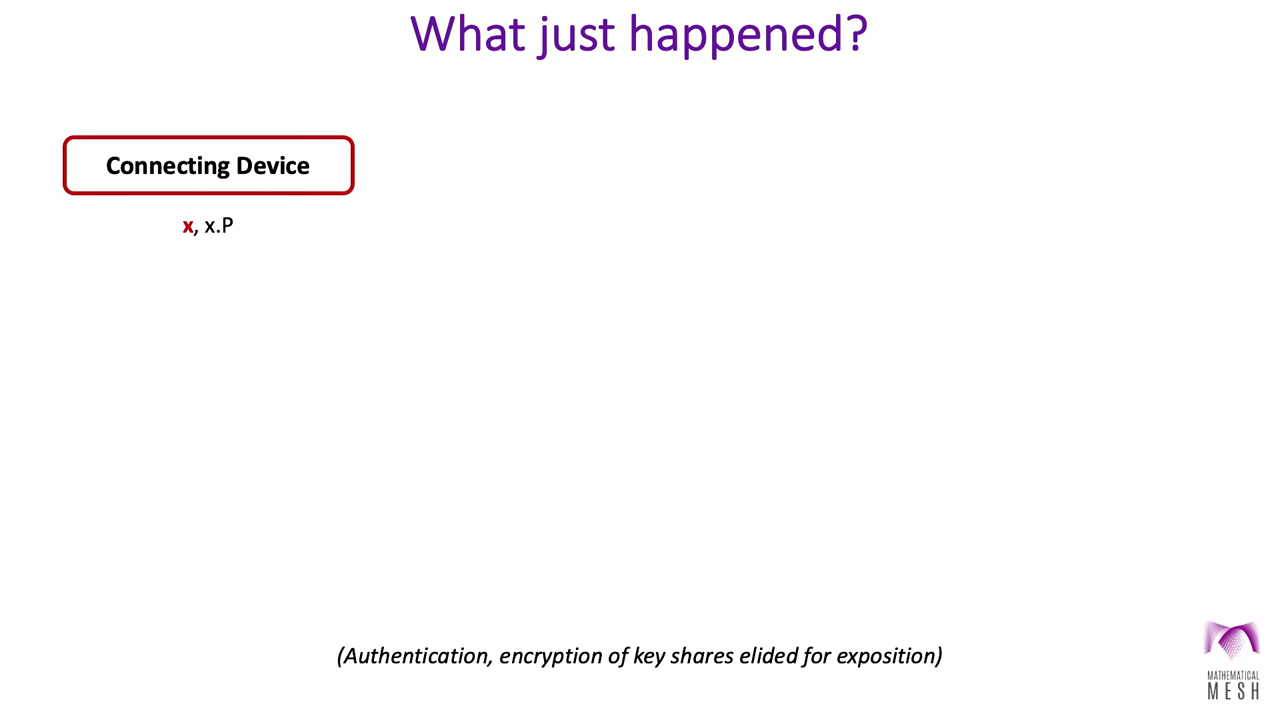 What just happened?
Connecting Device
x, x.P
(Authentication, encryption of key shares elided for exposition)
MATHEMATICAL
MESH